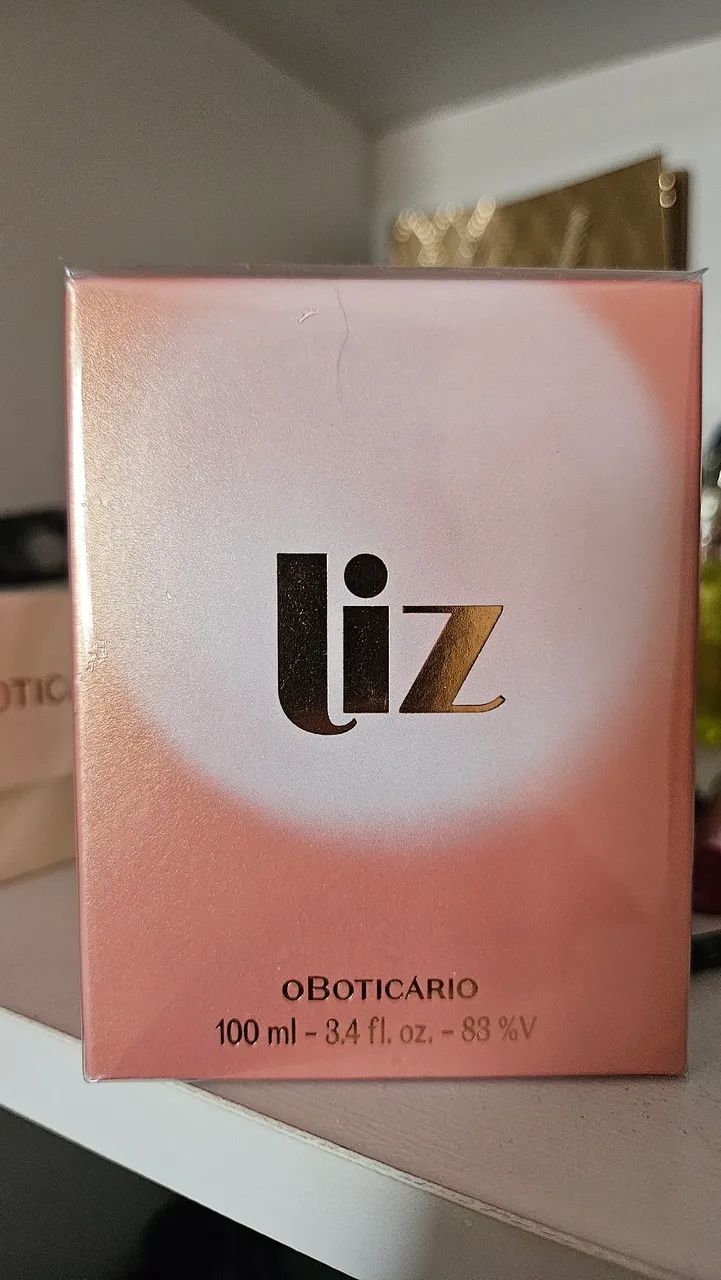 liz
oBOTICÁRIO
100 ml - 3.4 fl. oz. - 83 %V